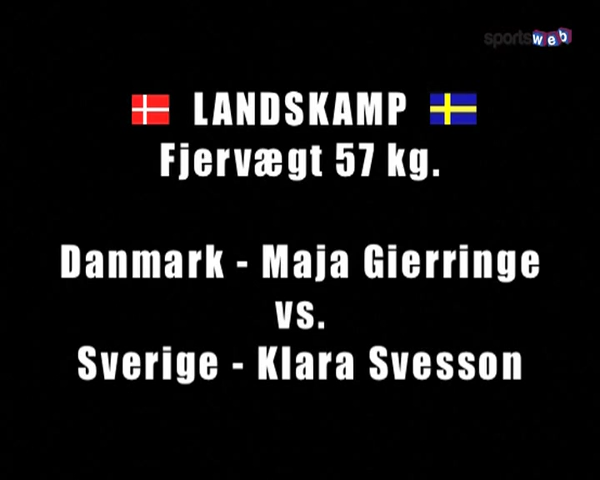 sportsweb
LANDSKAMP
Fjervægt 57 kg.
Danmark - Maja Gierringe
vs.
Sverige - Klara Svesson